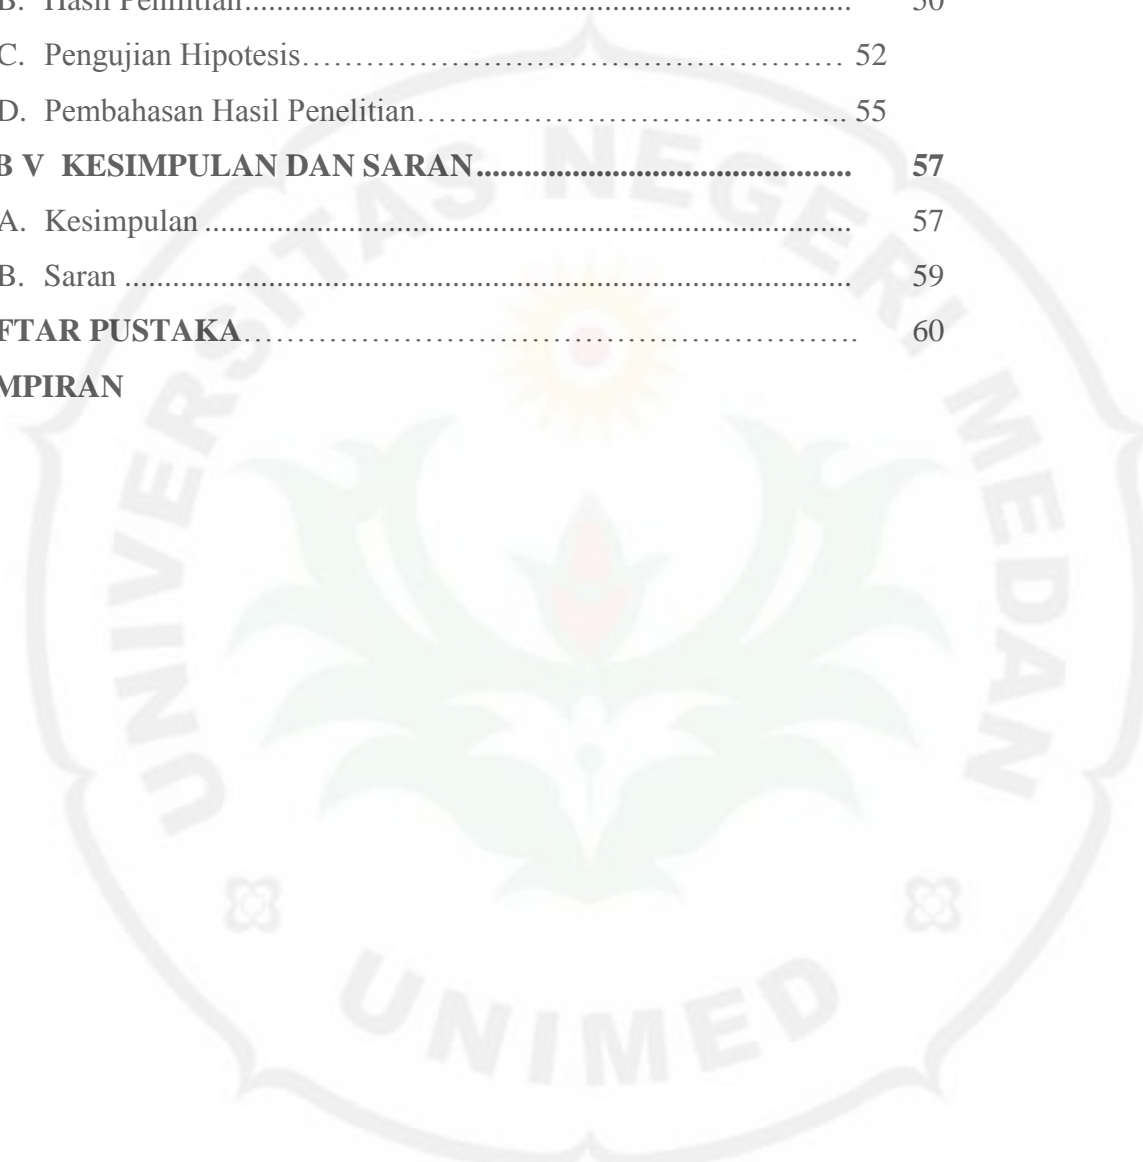 B. Hasil Penilitian............................................................................ 50
C. Pengujian Hipotesis…………………………………………… 52
D. Pembahasan Hasil Penelitian………………………………….. 55
B V KESIMPULAN DAN SARAN............................................... 57
A. Kesimpulan ................................................................................. 57
B. Saran ........................................................................................... 59
FTAR PUSTAKA…………………………………………………. 60
MPIRAN
UNIVERSITAS NEGERI MEDAN
UNIMED